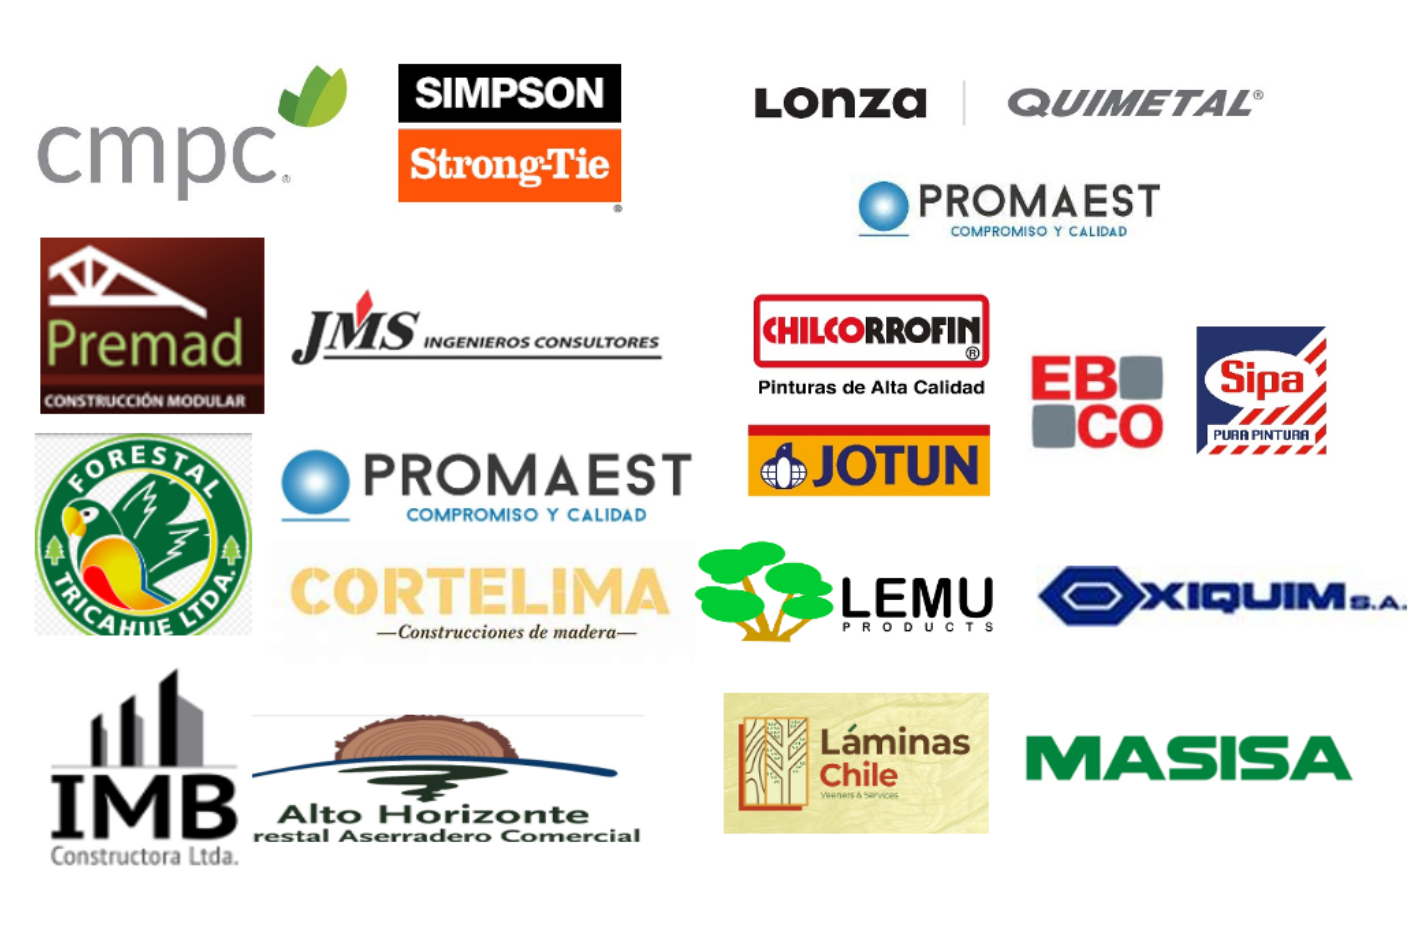 cmpc®
SIMPSON
Strong-Tie
®
Lonza | QUIMETAL®
PROMAEST
COMPROMISO Y CALIDAD
Premad
CONSTRUCCIÓN MODULAR
JMS INGENIEROS CONSULTORES
CHILCORROFIN
®
Pinturas de Alta Calidad
JOTUN
EB
CO
Sipa
PURA PINTURA
FORESTAL
TRICAHUE LTDA.
PROMAEST
COMPROMISO Y CALIDAD
CORTELIMA
—Construcciones de madera—
LEMU
PRODUCTS
OXIQUIM S.A.
IMB
Constructora Ltda.
Alto Horizonte
restal Aserradero Comercial
Láminas
Chile
Veeners & Services
MASISA